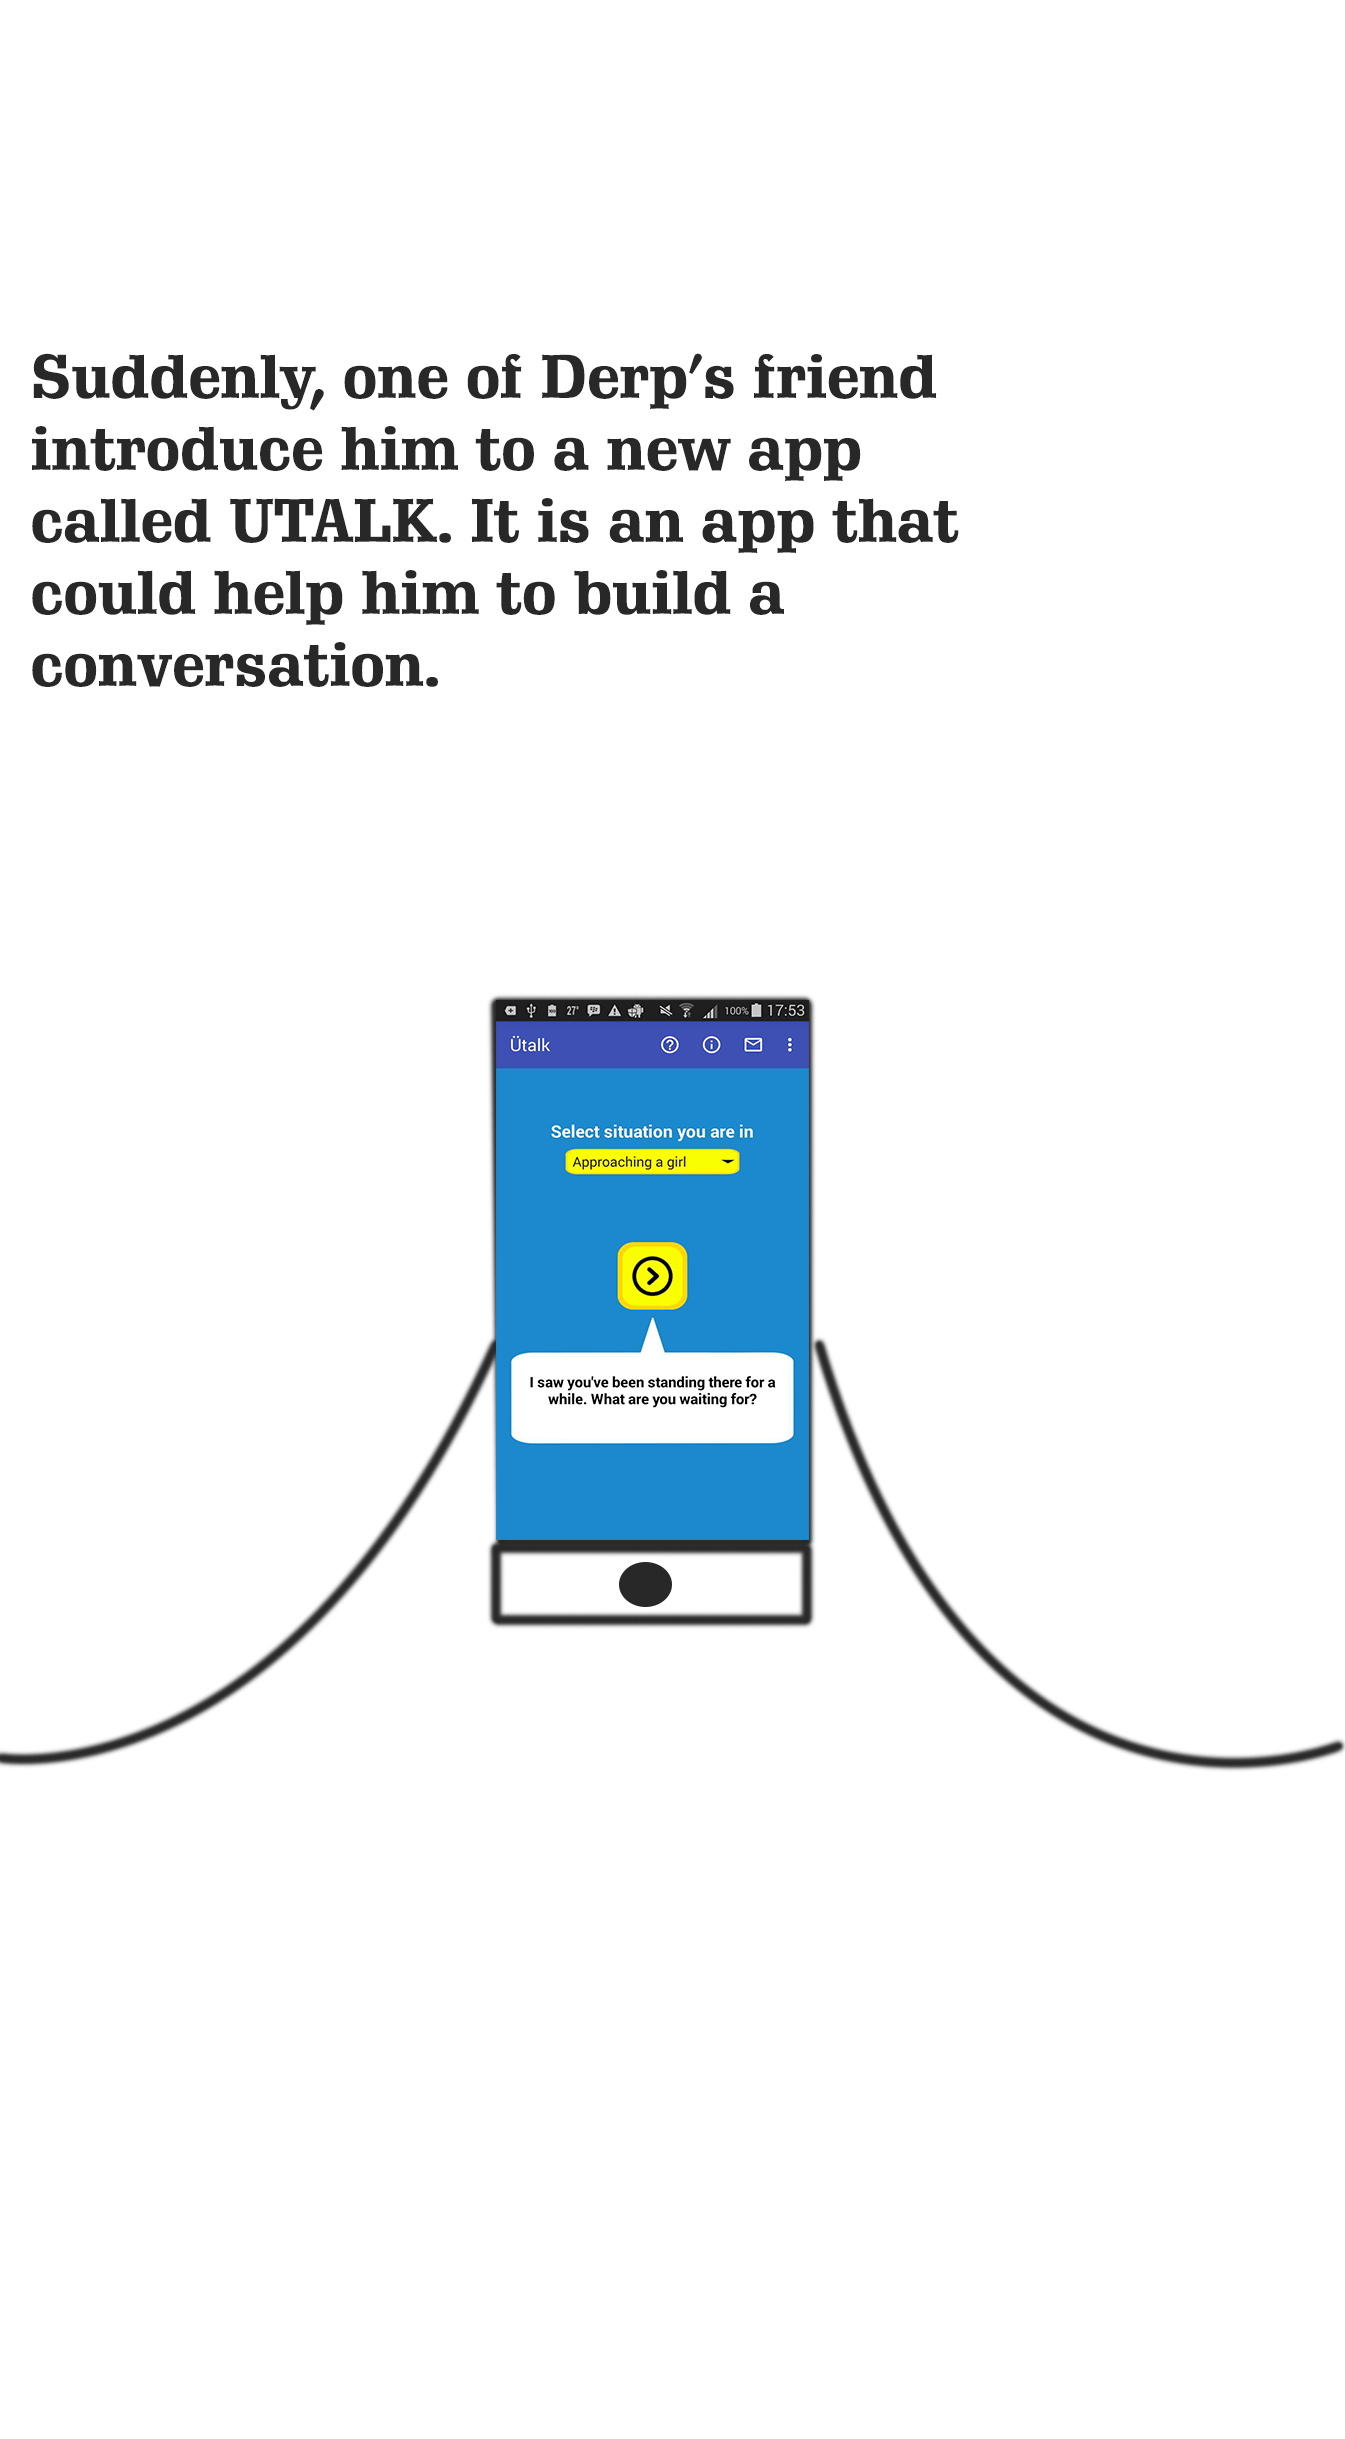 Suddenly, one of Derp's friend
introduce him to a new app
called UTALK. It is an app that
could help him to build a
conversation.
27°
100% 17:53
Ütalk
Select situation you are in
Approaching a girl
I saw you've been standing there for a
while. What are you waiting for?